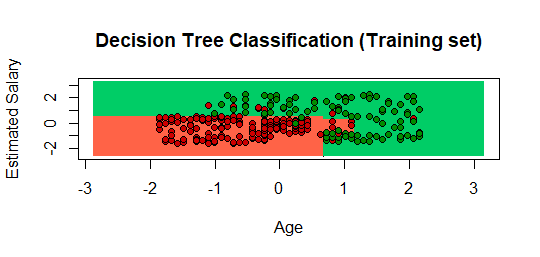 Decision Tree Classification (Training set)
Estimated Salary
2
0
-2
-3 -2 -1 0 1 2 3
Age